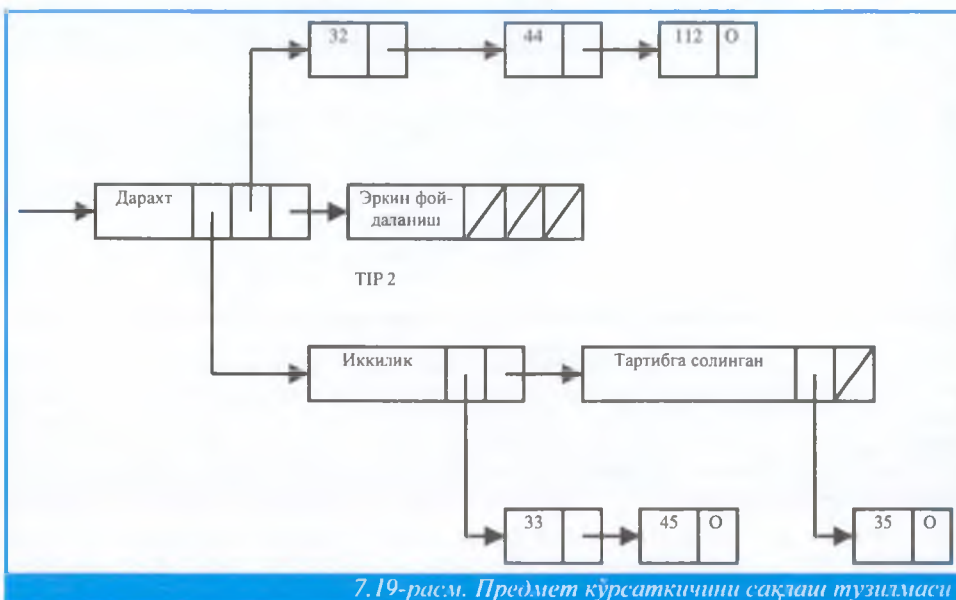 32
44
112 О
Дарахт
Эркин фой-
даланиш
TIP 2
Иккилик
Тартибга солинган
33
45 О
35 О
7.19-расм. Предмет кўрсаткичини сақлаш тузилмаси